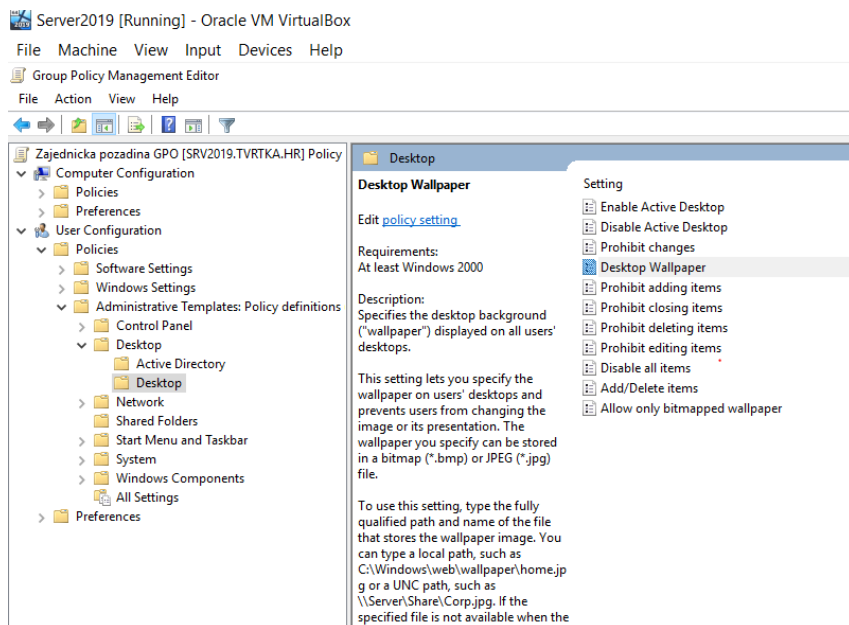 2019
Server2019 [Running] - Oracle VM VirtualBox
File Machine View Input Devices Help
Group Policy Management Editor
File Action View Help
Zajednicka pozadina GPO [SRV2019.TVRTKA.HR] Policy
Computer Configuration
Policies
Preferences
User Configuration
Policies
Software Settings
Windows Settings
Administrative Templates: Policy definitions
Control Panel
Desktop
Active Directory
Desktop
Network
Shared Folders
Start Menu and Taskbar
System
Windows Components
All Settings
Preferences
Desktop
Desktop Wallpaper
Edit policy setting
Requirements:
At least Windows 2000
Description:
Specifies the desktop background
("wallpaper") displayed on all users'
desktops.
This setting lets you specify the
wallpaper on users' desktops and
prevents users from changing the
image or its presentation. The
wallpaper you specify can be stored
in a bitmap (*.bmp) or JPEG (*.jpg)
file.
To use this setting, type the fully
qualified path and name of the file
that stores the wallpaper image. You
can type a local path, such as
C:\Windows\web\wallpaper\home.jp
g or a UNC path, such as
\\Server\Share\Corp.jpg. If the
specified file is not available when the
Setting
Enable Active Desktop
Disable Active Desktop
Prohibit changes
Desktop Wallpaper
Prohibit adding items
Prohibit closing items
Prohibit deleting items
Prohibit editing items
Disable all items
Add/Delete items
Allow only bitmapped wallpaper